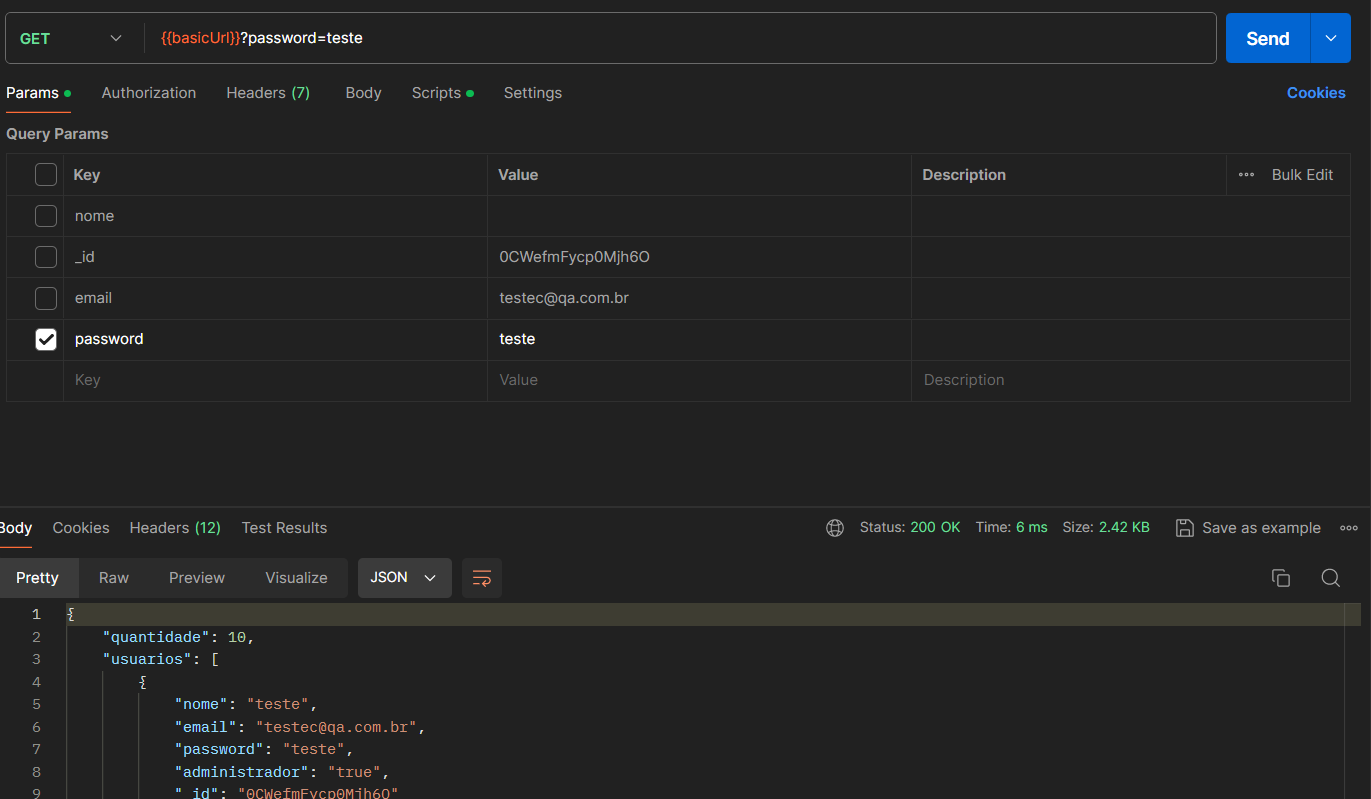 GET {{basicUrl}}?password=teste Send
Params Authorization Headers (7) Body Scripts Settings Cookies
Query Params
Key Value Description Bulk Edit
nome
_id 0CWefmFycp0Mjh6O
email testec@qa.com.br
password teste
Key Value Description
Body Cookies Headers (12) Test Results Status: 200 OK Time: 6 ms Size: 2.42 KB Save as example
Pretty Raw Preview Visualize JSON
1 {
2 "quantidade": 10,
3 "usuarios": [
4 {
5 "nome": "teste",
6 "email": "testec@qa.com.br",
7 "password": "teste",
8 "administrador": "true",
9 "_id": "0CWefmFycp0Mjh6O"